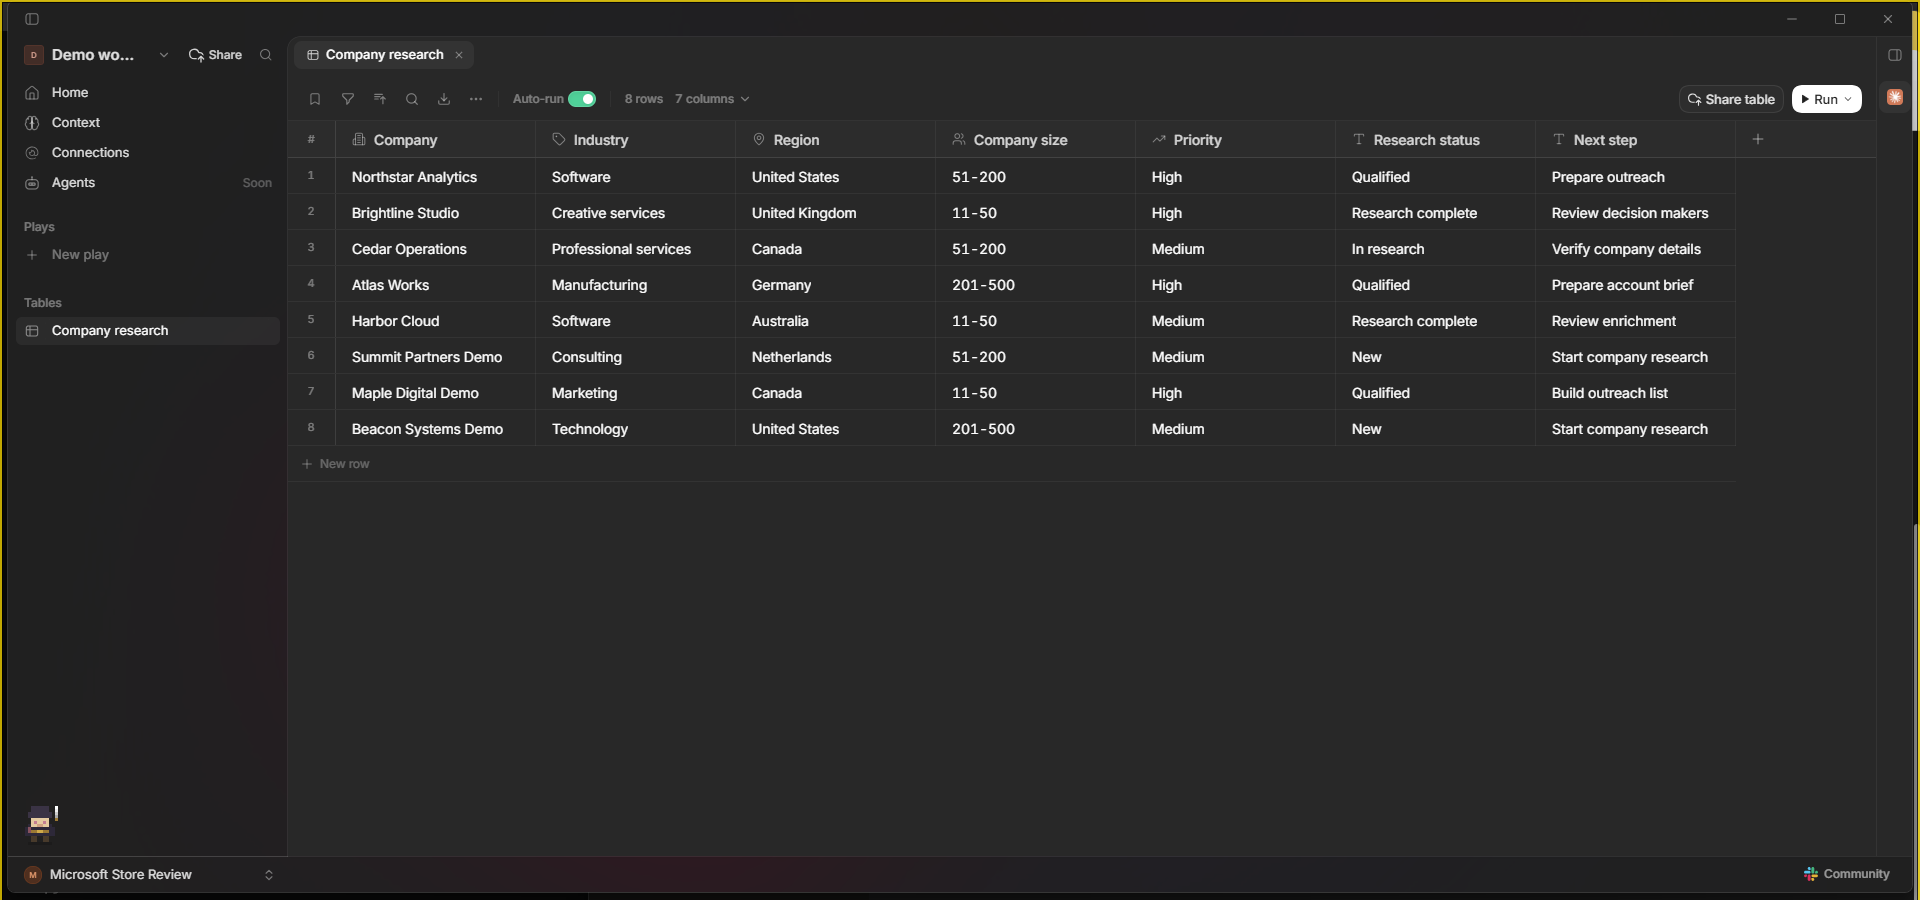 D Demo wo... Share
Home
Context
Connections
Agents Soon
Plays
New play
Tables
Company research
M Microsoft Store Review
Company research
Auto-run 8 rows 7 columns Share table Run
# Company Industry Region Company size Priority Research status Next step
1 Northstar Analytics Software United States 51-200 High Qualified Prepare outreach
2 Brightline Studio Creative services United Kingdom 11-50 High Research complete Review decision makers
3 Cedar Operations Professional services Canada 51-200 Medium In research Verify company details
4 Atlas Works Manufacturing Germany 201-500 High Qualified Prepare account brief
5 Harbor Cloud Software Australia 11-50 Medium Research complete Review enrichment
6 Summit Partners Demo Consulting Netherlands 51-200 Medium New Start company research
7 Maple Digital Demo Marketing Canada 11-50 High Qualified Build outreach list
8 Beacon Systems Demo Technology United States 201-500 Medium New Start company research
New row
Community